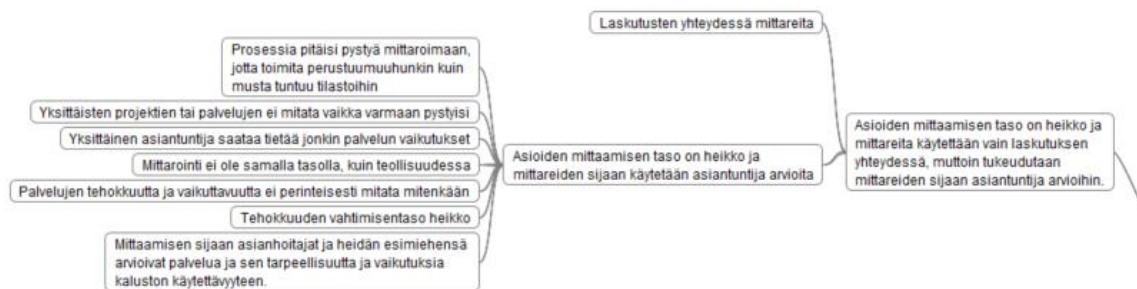 Laskutusten yhteydessä mittareita
Prosessia pitäisi pystyä mittaroimaan,
jotta toimita perustuumuuhunkin kuin
musta tuntuu tilastoihin
Yksittäisten projektien tai palvelujen ei mitata vaikka varmaan pystyisi
Yksittäinen asiantuntija saataa tietää jonkin palvelun vaikutukset
Mittarointi ei ole samalla tasolla, kuin teollisuudessa
Palvelujen tehokkuutta ja vaikuttavuutta ei perinteisesti mitata mitenkään
Tehokkuuden vahtimisentaso heikko
Mittaamisen sijaan asianhoitajat ja heidän esimiehensä
arvioivat palvelua ja sen tarpeellisuutta ja vaikutuksia
kaluston käytettävyyteen.
Asioiden mittaamisen taso on heikko ja
mittareiden sijaan käytetään asiantuntija arvioita
Asioiden mittaamisen taso on heikko ja
mittareita käytettään vain laskutuksen
yhteydessä, muttoin tukeudutaan
mittareiden sijaan asiantuntija arvioihin.